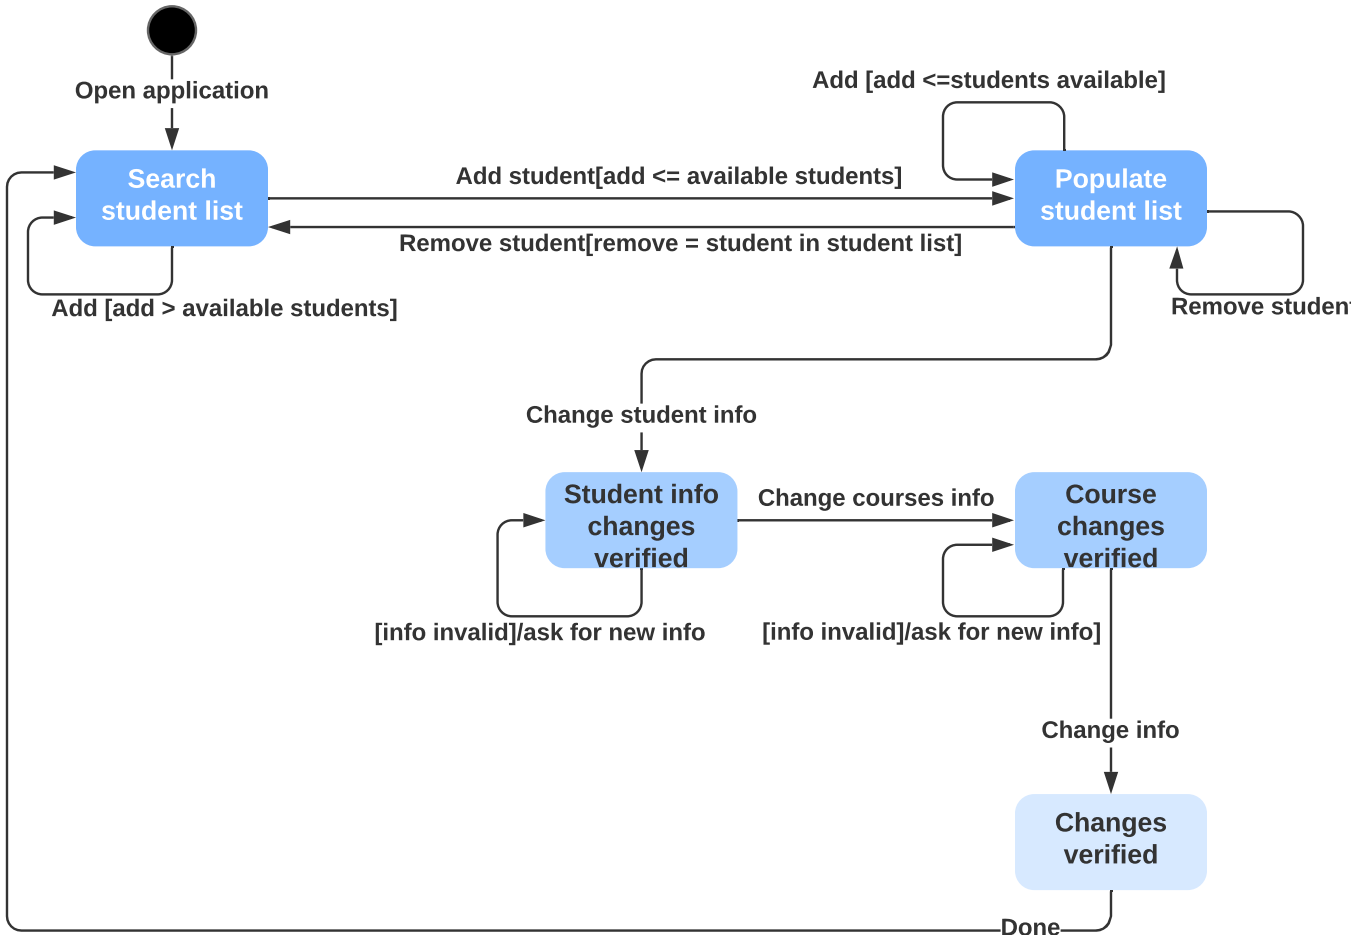 Open application
Add [add <=students available]
Search
student list
Add student[add <= available students]
Populate
student list
Remove student[remove = student in student list]
Add [add > available students]
Remove student
Change student info
Student info
changes
verified
Change courses info
Course
changes
verified
[info invalid]/ask for new info
[info invalid]/ask for new info]
Change info
Changes
verified
Done